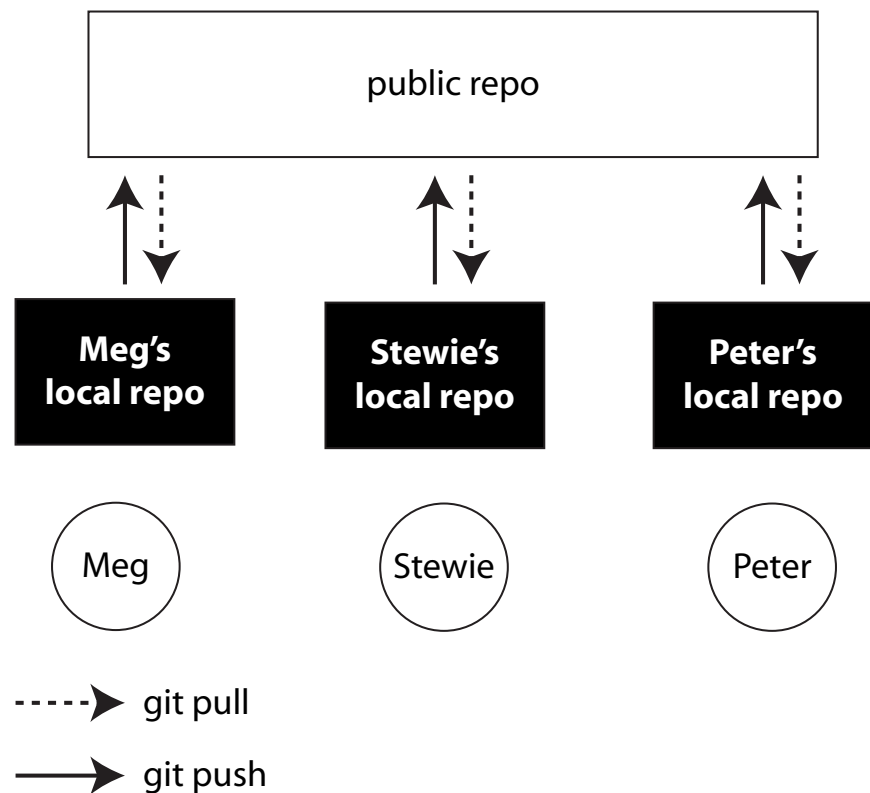 public repo
Meg’s
local repo
Stewie’s
local repo
Peter’s
local repo
Meg
Stewie
Peter
git pull
git push